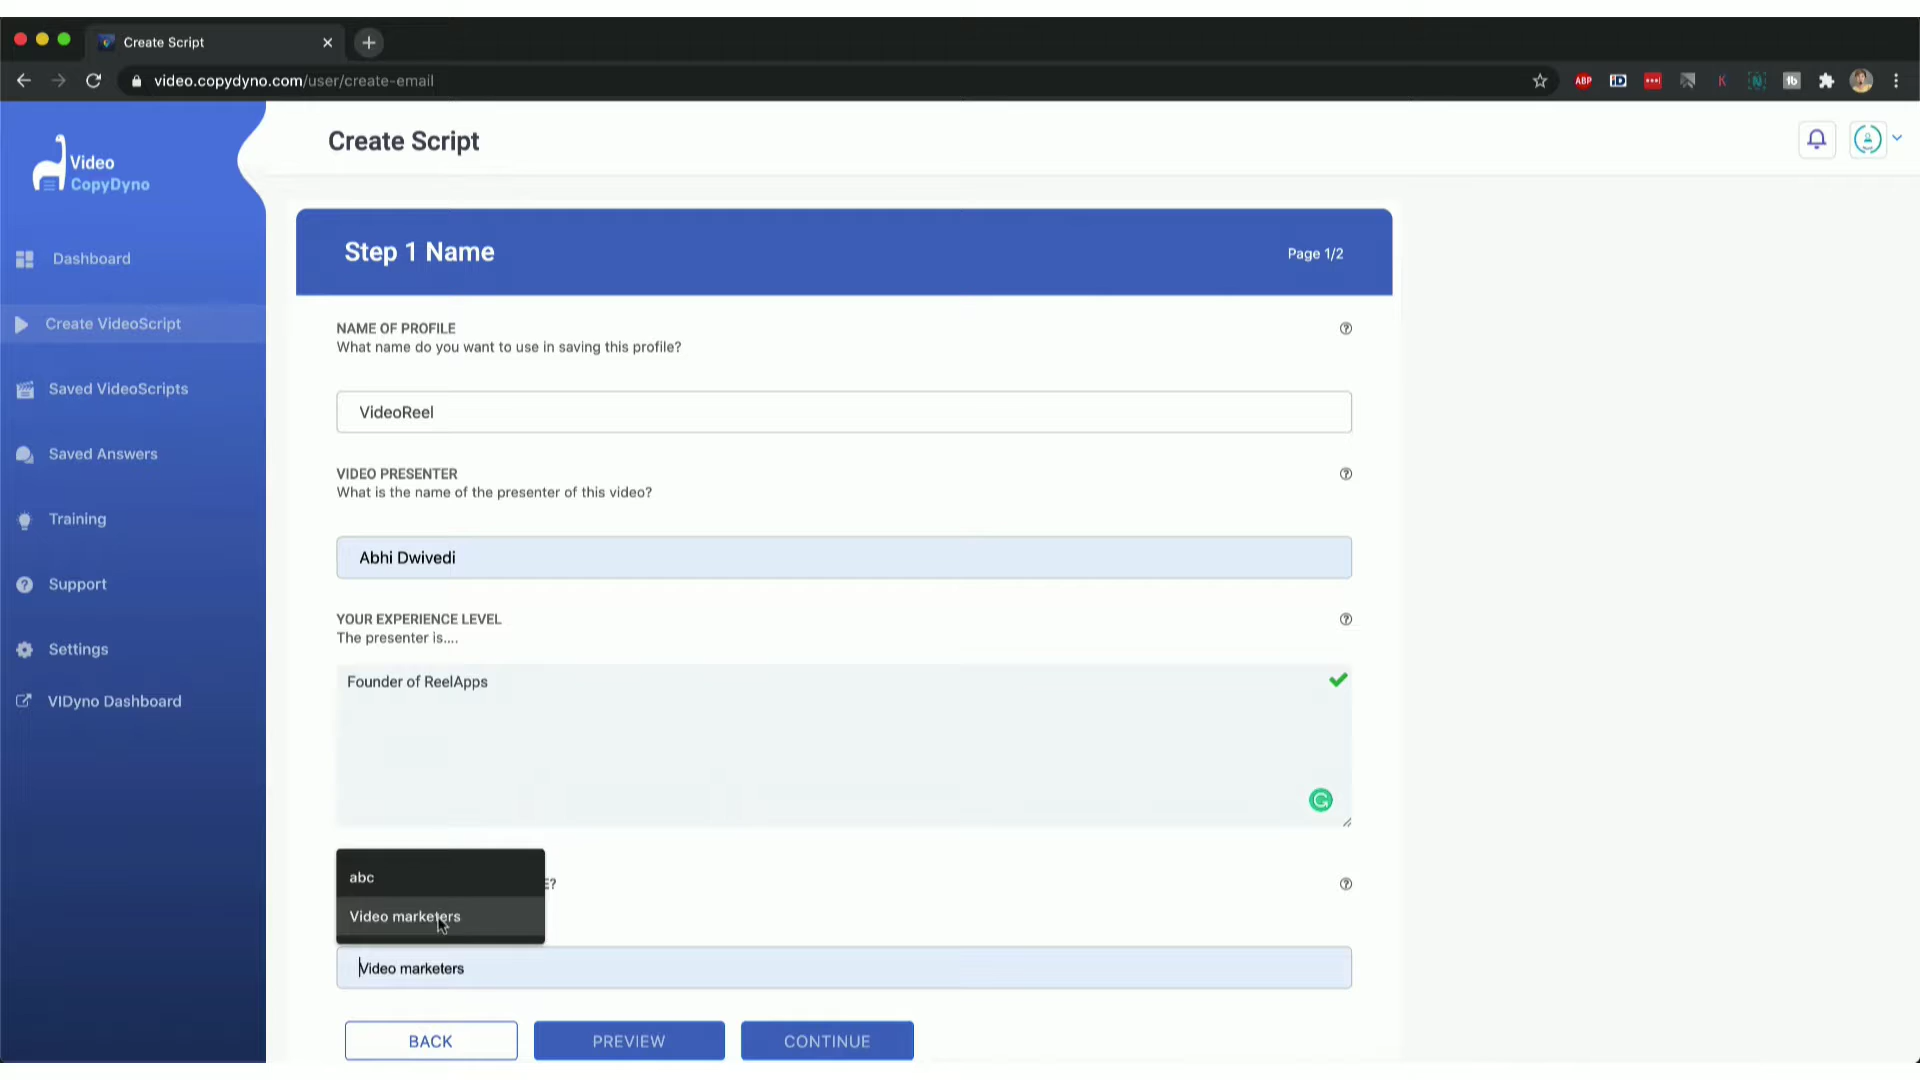 Create Script
video.copydyno.com/user/create-email
ABP
Video
CopyDyno
Create Script
Dashboard
Create VideoScript
Saved VideoScripts
Saved Answers
Training
Support
Settings
VIDyno Dashboard
Step 1 Name
Page 1/2
NAME OF PROFILE
What name do you want to use in saving this profile?
VideoReel
VIDEO PRESENTER
What is the name of the presenter of this video?
Abhi Dwivedi
YOUR EXPERIENCE LEVEL
The presenter is....
Founder of ReelApps
abc
E?
Video marketers
Video marketers
BACK
PREVIEW
CONTINUE